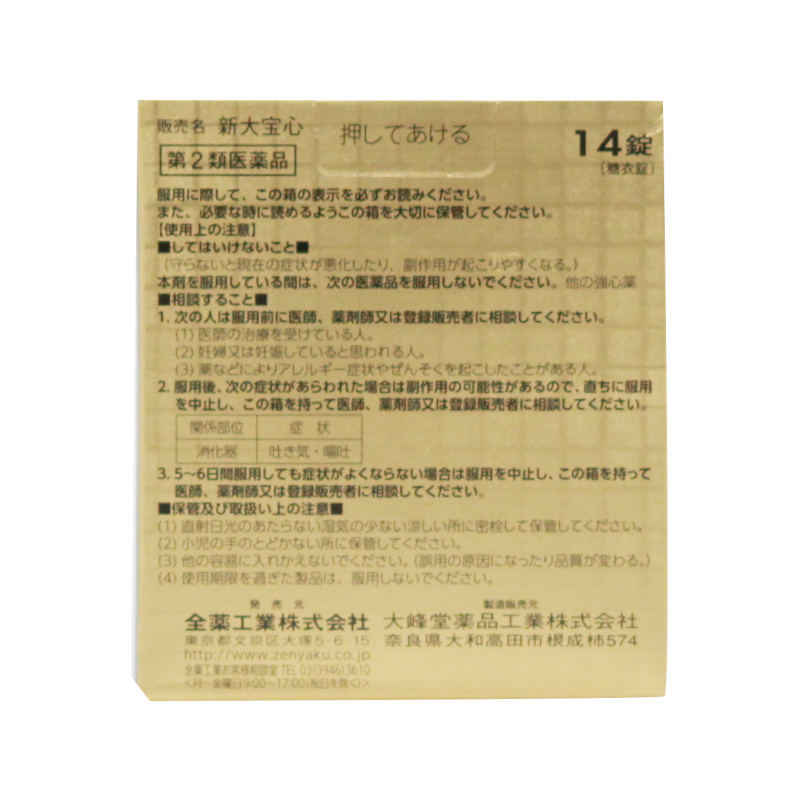 販売名 新大宝心
押してあける
14錠
〔糖衣錠〕
第2類医薬品
服用に際して、この箱の表示を必ずお読みください。
また、必要な時に読めるようこの箱を大切に保管してください。
【使用上の注意】
■してはいけないこと■
(守らないと現在の症状が悪化したり、副作用が起こりやすくなる。)
本剤を服用している間は、次の医薬品を服用しないでください。他の強心薬
■相談すること■
1. 次の人は服用前に医師、薬剤師又は登録販売者に相談してください。
(1) 医師の治療を受けている人。
(2) 妊婦又は妊娠していると思われる人。
(3) 薬などによりアレルギー症状やぜんそくを起こしたことがある人。
2. 服用後、次の症状があらわれた場合は副作用の可能性があるので、直ちに服用
を中止し、この箱を持って医師、薬剤師又は登録販売者に相談してください。
関係部位 症状
消化器 吐き気・嘔吐
3. 5～6日間服用しても症状がよくならない場合は服用を中止し、この箱を持って
医師、薬剤師又は登録販売者に相談してください。
■保管及び取扱い上の注意■
(1) 直射日光のあたらない湿気の少ない涼しい所に密栓して保管してください。
(2) 小児の手のとどかない所に保管してください。
(3) 他の容器に入れかえないでください。(誤用の原因になったり品質が変わる。)
(4) 使用期限を過ぎた製品は、服用しないでください。
発売元
全薬工業株式会社
東京都文京区大塚5-6-15
http://www.zenyaku.co.jp
全薬工業お客様相談室 TEL 03(3946)3610
<月～金曜日9:00～17:00(祝日を除く)>
製造販売元
大峰堂薬品工業株式会社
奈良県大和高田市根成柿574